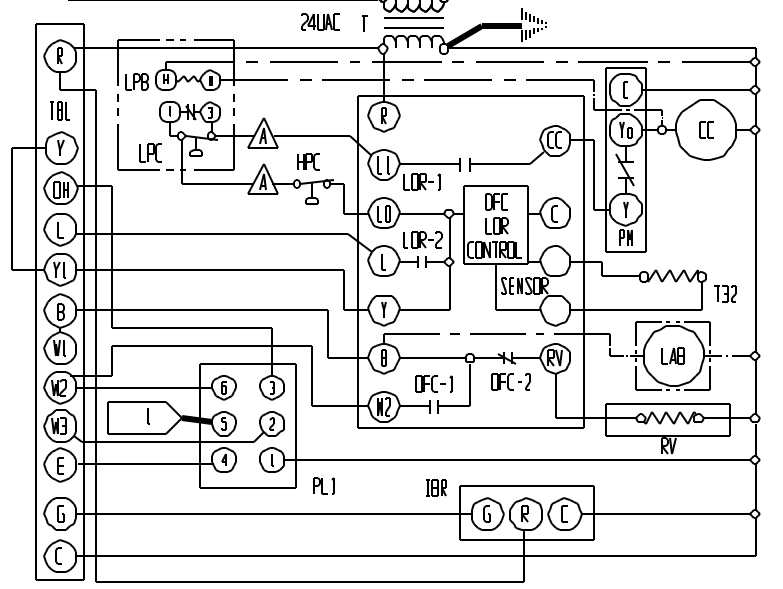 24VAC T
R
LPB H N
C
TBL
1 3
R
Yo CC
A
CC
Y
LPC
HPC
L1
LOR-1
A
OH
Y
LO
DFC
LOR
CONTROL
C
L
PM
LOR-2
L
Y1
SENSOR
T32
B
Y
W1
B
RV
LAB
W2
6 3
DFC-1
DFC-2
W2
1
5 2
W3
RV
E
4 1
PL1
IBR
G
G R C
C